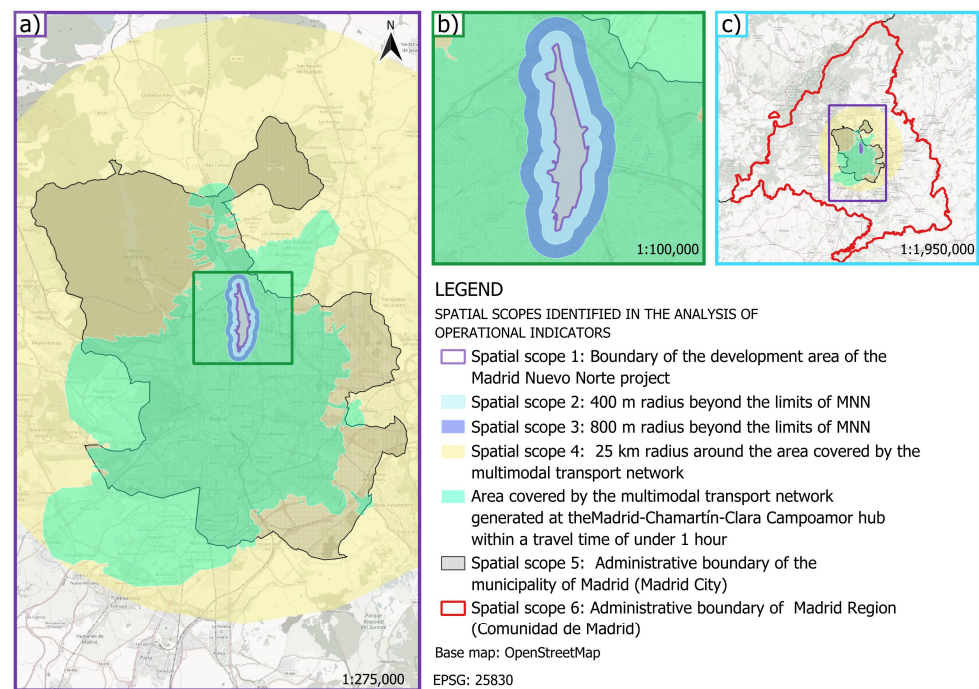 a)
N
1:275,000
b)
1:100,000
c)
1:1,950,000
LEGEND
SPATIAL SCOPES IDENTIFIED IN THE ANALYSIS OF
OPERATIONAL INDICATORS
Spatial scope 1: Boundary of the development area of the
Madrid Nuevo Norte project
Spatial scope 2: 400 m radius beyond the limits of MNN
Spatial scope 3: 800 m radius beyond the limits of MNN
Spatial scope 4:  25 km radius around the area covered by the
multimodal transport network
Area covered by the multimodal transport network
generated at theMadrid-Chamartín-Clara Campoamor hub
within a travel time of under 1 hour
Spatial scope 5:  Administrative boundary of the
municipality of Madrid (Madrid City)
Spatial scope 6: Administrative boundary of  Madrid Region
(Comunidad de Madrid)
Base map: OpenStreetMap
EPSG: 25830